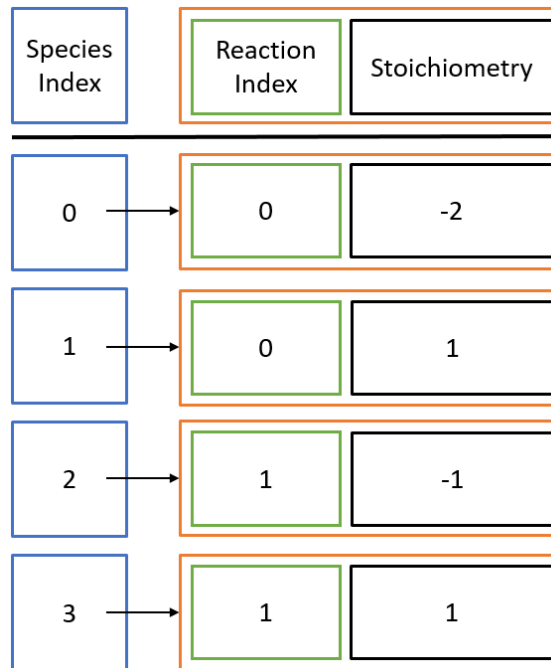 Species
Index
Reaction
Index
Stoichiometry
0
0
-2
1
0
1
2
1
-1
3
1
1